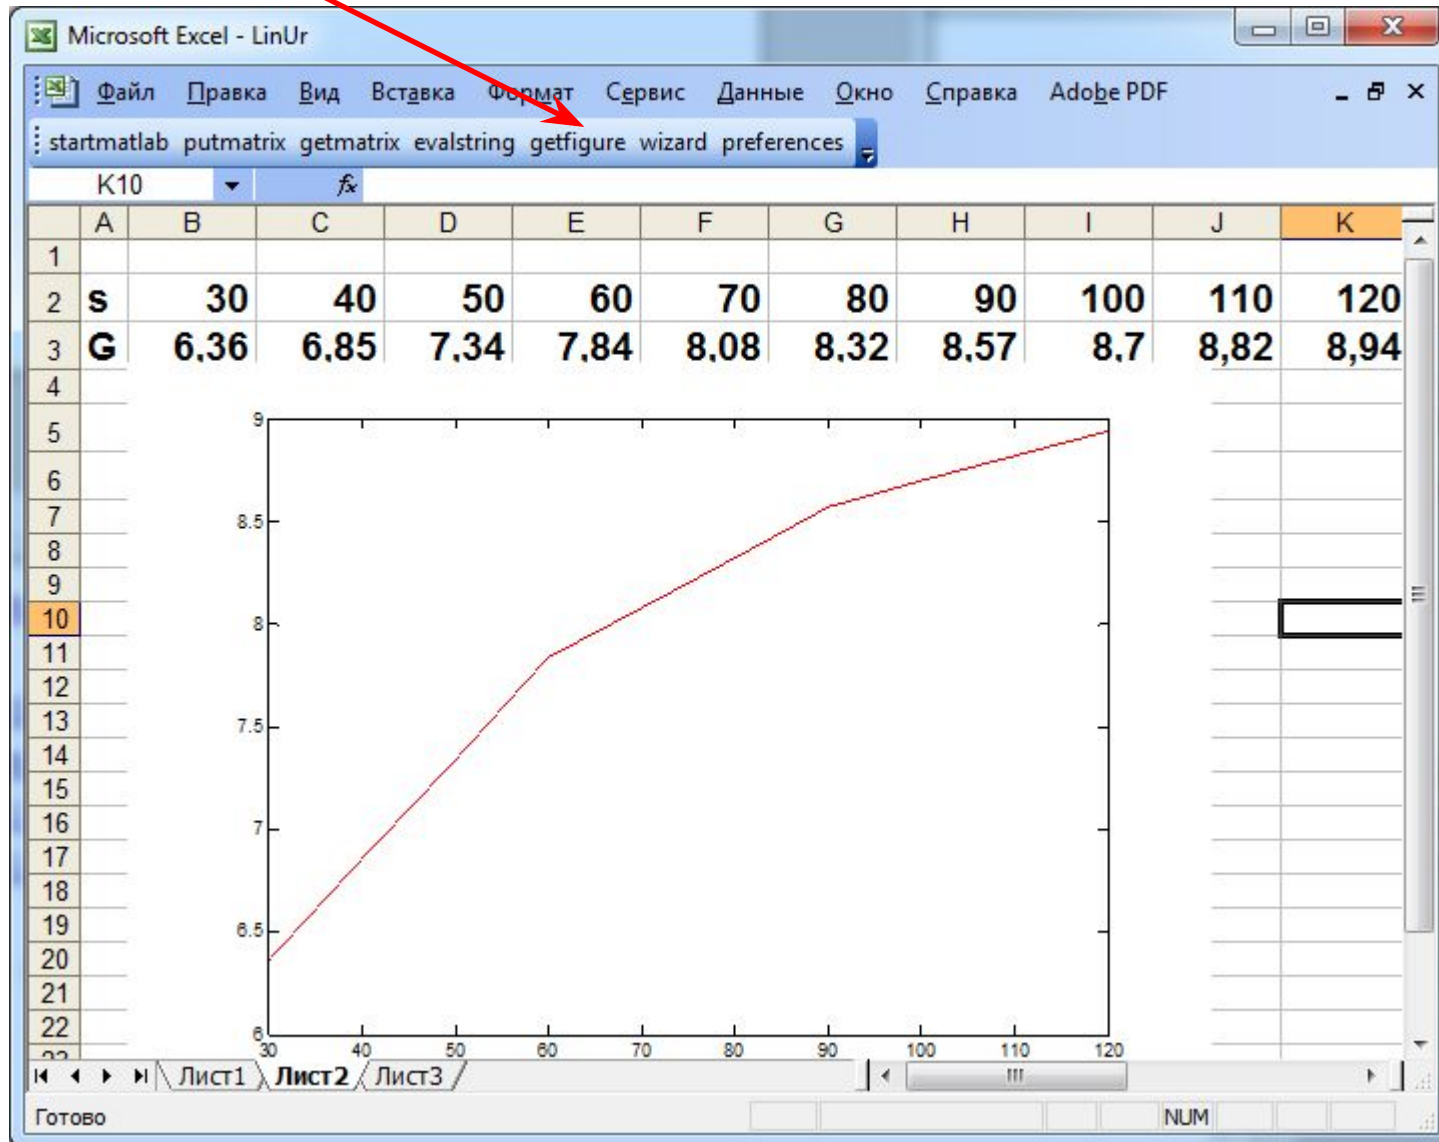 Microsoft Excel - LinUr
Файл Правка Вид Вставка Формат Сервис Данные Окно Справка Adobe PDF
startmatlab putmatrix getmatrix evalstring getfigure wizard preferences
K10 fx
A B C D E F G H I J K
1
2 s 30 40 50 60 70 80 90 100 110 120
3 G 6,36 6,85 7,34 7,84 8,08 8,32 8,57 8,7 8,82 8,94
4
5
6
7
8
9
10
11
12
13
14
15
16
17
18
19
20
21
22
23
9
8.5
8
7.5
7
6.5
6
30 40 50 60 70 80 90 100 110 120
Лист1 Лист2 Лист3
Готово NUM